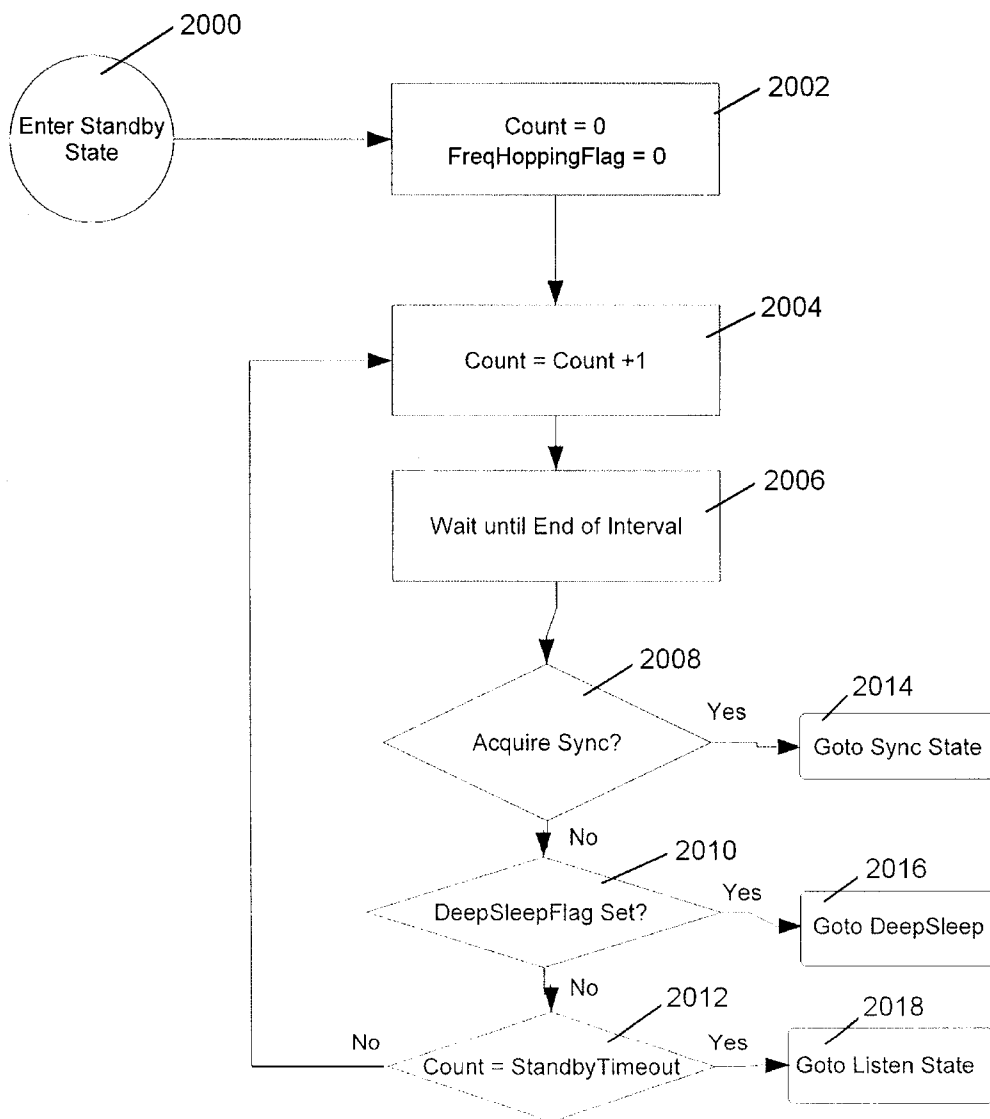 2000
Enter Standby
State
2002
Count = 0
FreqHoppingFlag = 0
2004
Count = Count +1
2006
Wait until End of Interval
2008
Acquire Sync?
Yes
2014
Goto Sync State
No
2010
DeepSleepFlag Set?
Yes
2016
Goto DeepSleep
No
2012
Count = StandbyTimeout
No
Yes
2018
Goto Listen State